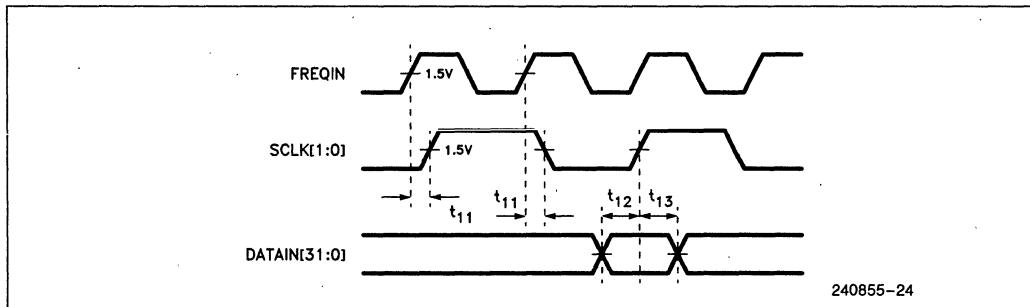 FREQIN
1.5V
SCLK[1:0]
1.5V
t11
t11
t12
t13
DATAIN[31:0]
240855-24